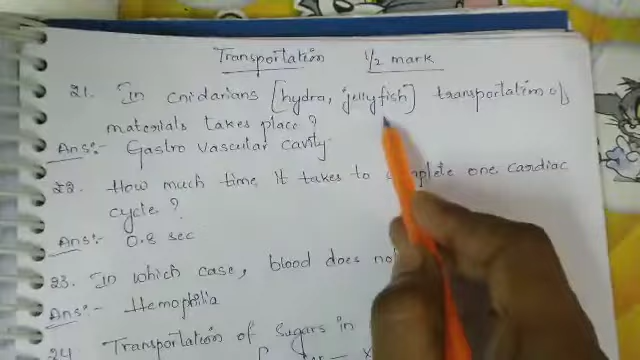 Transportation 1/2 mark
21. In cnidarians [hydra, jellyfish] transportation of
materials takes place?
Ans:- Gastro vascular cavity.
22. How much time it takes to complete one cardiac
cycle?
Ans:- 0.8 sec
23. In which case, blood does not
Ans:- Hemophilia
24 Transportation of sugars in